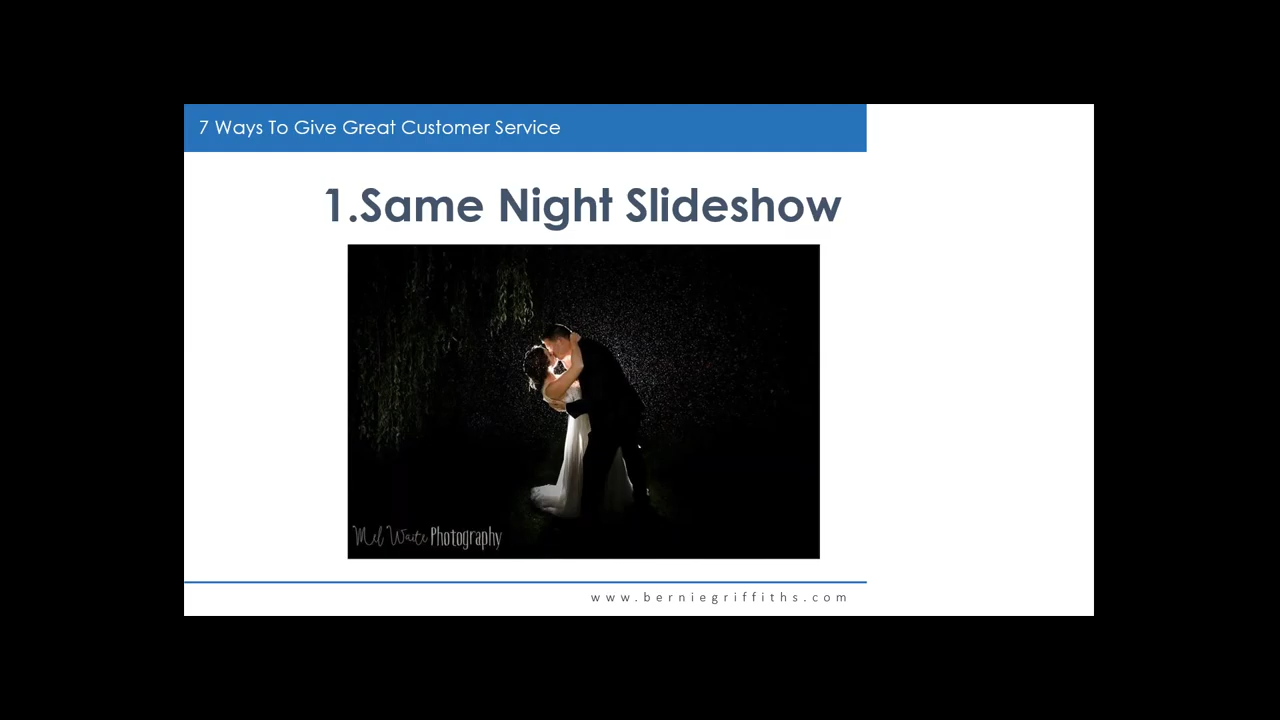 7 Ways To Give Great Customer Service
1.Same Night Slideshow
Mel Waite Photography
www.berniegriffiths.com